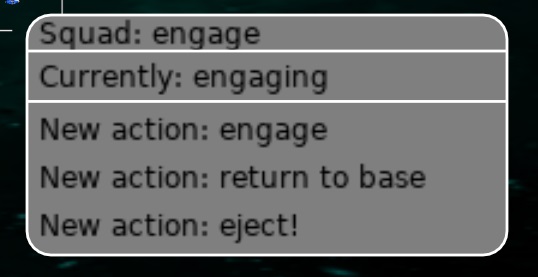 Squad: engage
Currently: engaging
New action: engage
New action: return to base
New action: eject!